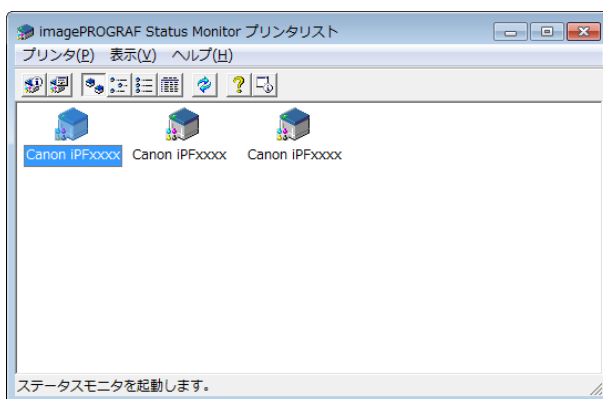 imagePROGRAF Status Monitor プリンタリスト
プリンタ(P) 表示(V) ヘルプ(H)
Canon iPFxxxx Canon iPFxxxx Canon iPFxxxx
ステータスモニタを起動します。